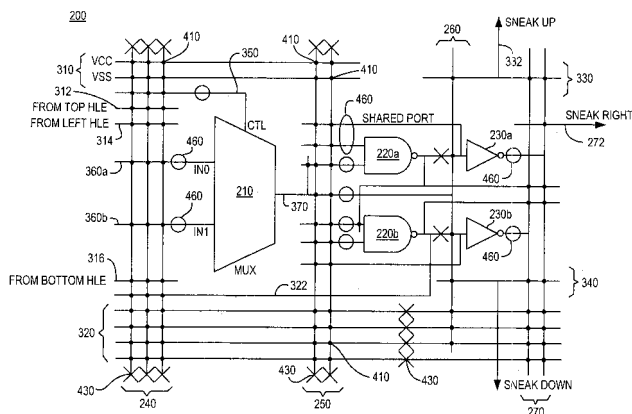 200
410
350
410
260
SNEAK UP
310
VCC
VSS
410
332
330
312
FROM TOP HLE
460
SHARED PORT
SNEAK RIGHT
FROM LEFT HLE
314
CTL
230a
272
460
220a
360a
IN0
460
460
210
370
360b
IN1
230b
220b
316
MUX
460
FROM BOTTOM HLE
322
340
320
430
410
430
430
SNEAK DOWN
240
250
270